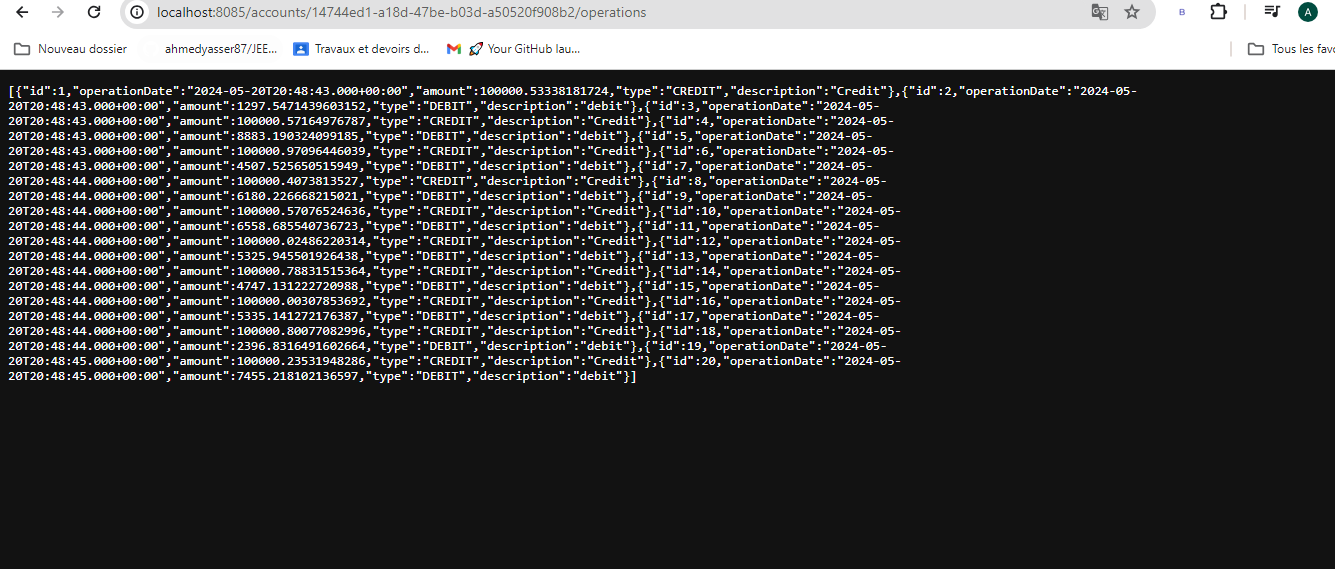 localhost:8085/accounts/14744ed1-a18d-47be-b03d-a50520f908b2/operations
B
A
Nouveau dossier
ahmedyasser87/JEE...
Travaux et devoirs d...
Your GitHub lau...
Tous les favo
[{"id":1,"operationDate":"2024-05-20T20:48:43.000+00:00","amount":100000.53338181724,"type":"CREDIT","description":"Credit"},{"id":2,"operationDate":"2024-05-
20T20:48:43.000+00:00","amount":1297.5471439603152,"type":"DEBIT","description":"debit"},{"id":3,"operationDate":"2024-05-
20T20:48:43.000+00:00","amount":100000.57164976787,"type":"CREDIT","description":"Credit"},{"id":4,"operationDate":"2024-05-
20T20:48:43.000+00:00","amount":8883.190324099185,"type":"DEBIT","description":"debit"},{"id":5,"operationDate":"2024-05-
20T20:48:43.000+00:00","amount":100000.97096446039,"type":"CREDIT","description":"Credit"},{"id":6,"operationDate":"2024-05-
20T20:48:43.000+00:00","amount":4507.525650515949,"type":"DEBIT","description":"debit"},{"id":7,"operationDate":"2024-05-
20T20:48:44.000+00:00","amount":100000.4073813527,"type":"CREDIT","description":"Credit"},{"id":8,"operationDate":"2024-05-
20T20:48:44.000+00:00","amount":6180.226668215021,"type":"DEBIT","description":"debit"},{"id":9,"operationDate":"2024-05-
20T20:48:44.000+00:00","amount":100000.57076524636,"type":"CREDIT","description":"Credit"},{"id":10,"operationDate":"2024-05-
20T20:48:44.000+00:00","amount":6558.685540736723,"type":"DEBIT","description":"debit"},{"id":11,"operationDate":"2024-05-
20T20:48:44.000+00:00","amount":100000.02486220314,"type":"CREDIT","description":"Credit"},{"id":12,"operationDate":"2024-05-
20T20:48:44.000+00:00","amount":5325.945501926438,"type":"DEBIT","description":"debit"},{"id":13,"operationDate":"2024-05-
20T20:48:44.000+00:00","amount":100000.78831515364,"type":"CREDIT","description":"Credit"},{"id":14,"operationDate":"2024-05-
20T20:48:44.000+00:00","amount":4747.131222720988,"type":"DEBIT","description":"debit"},{"id":15,"operationDate":"2024-05-
20T20:48:44.000+00:00","amount":100000.00307853692,"type":"CREDIT","description":"Credit"},{"id":16,"operationDate":"2024-05-
20T20:48:44.000+00:00","amount":5335.141272176387,"type":"DEBIT","description":"debit"},{"id":17,"operationDate":"2024-05-
20T20:48:44.000+00:00","amount":100000.80077082996,"type":"CREDIT","description":"Credit"},{"id":18,"operationDate":"2024-05-
20T20:48:44.000+00:00","amount":2396.8316491602664,"type":"DEBIT","description":"debit"},{"id":19,"operationDate":"2024-05-
20T20:48:45.000+00:00","amount":100000.23531948286,"type":"CREDIT","description":"Credit"},{"id":20,"operationDate":"2024-05-
20T20:48:45.000+00:00","amount":7455.218102136597,"type":"DEBIT","description":"debit"}]